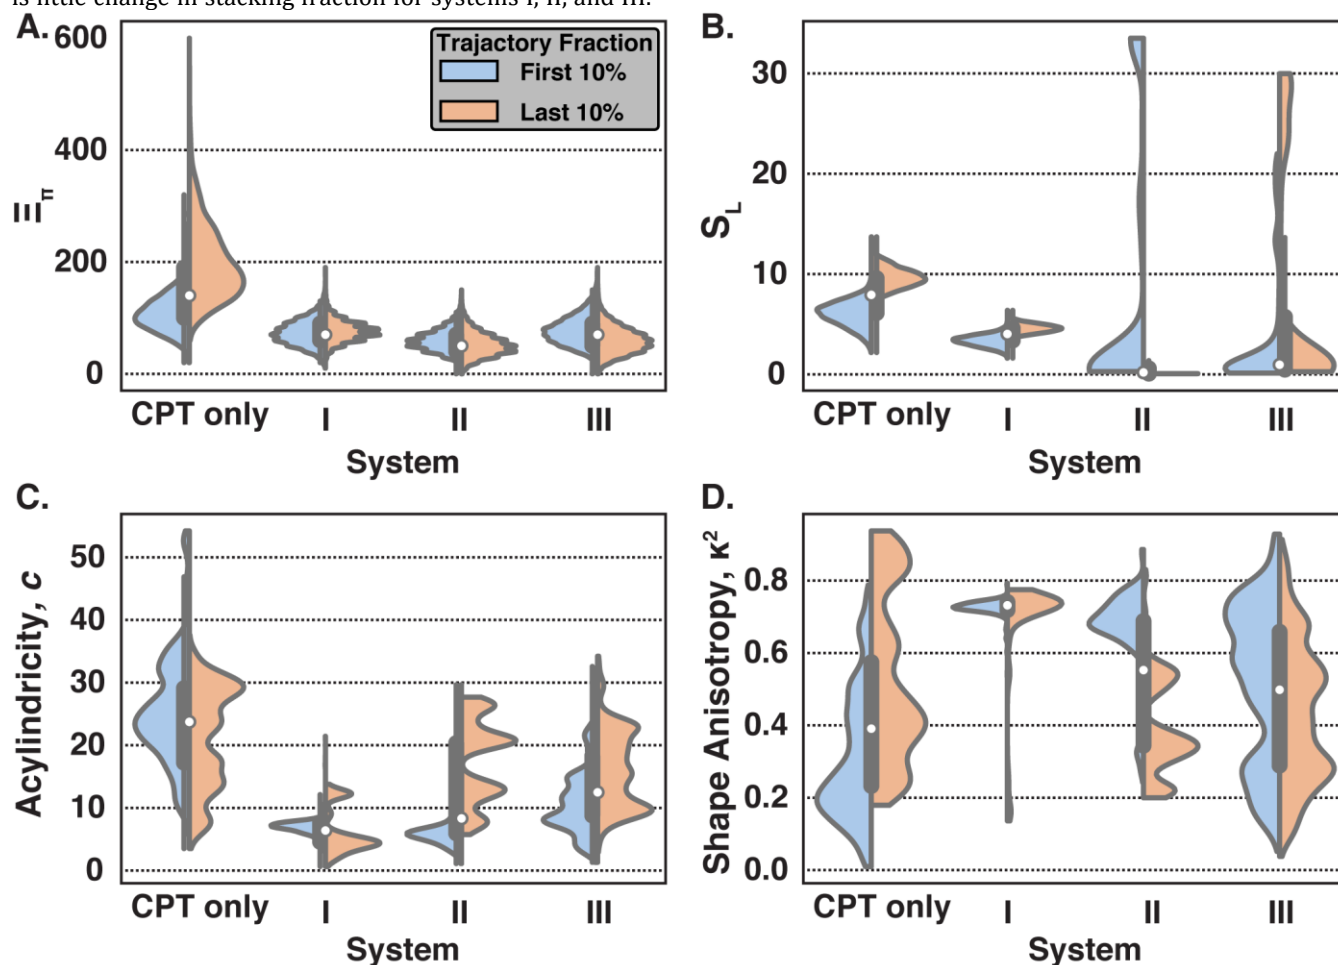 is little change in stacking fraction for systems I, II, and III.
A.
600
400
200
0
Ξπ
Trajactory Fraction
First 10%
Last 10%
CPT only I II III
System
B.
30
20
10
0
SL
CPT only I II III
System
C.
50
40
30
20
10
0
Acylindricity, c
CPT only I II III
System
D.
0.8
0.6
0.4
0.2
0.0
Shape Anisotropy, κ²
CPT only I II III
System